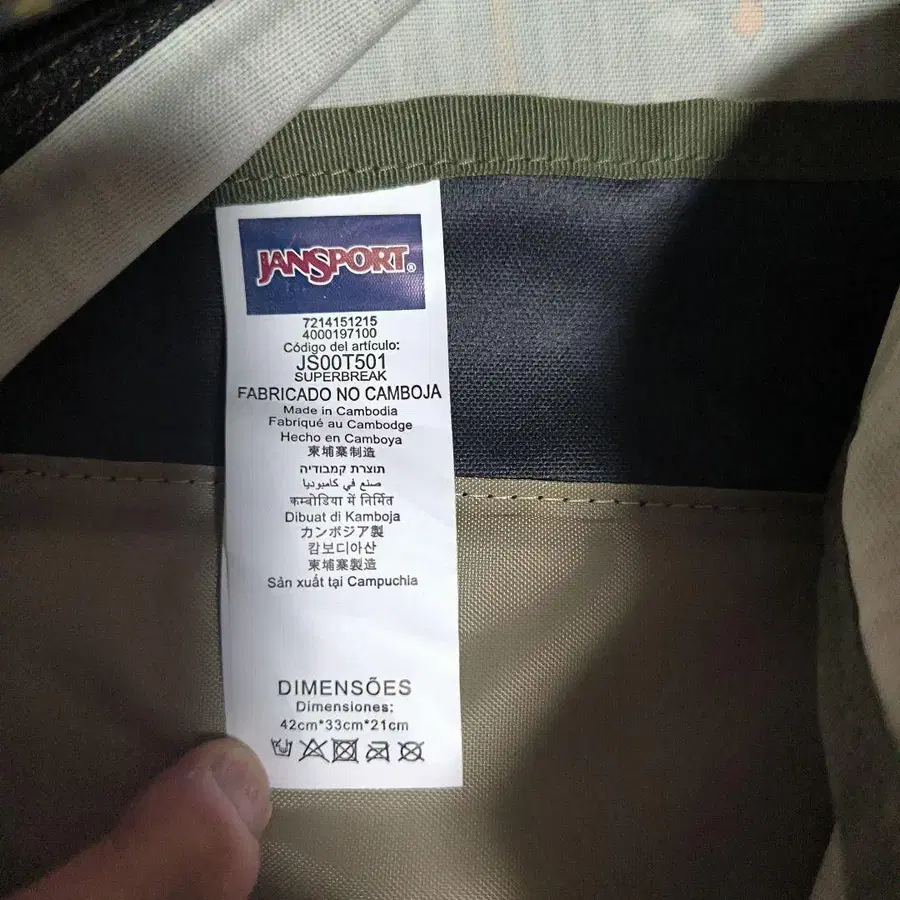 JANSPORT®
7214151215
4000197100
Código del artículo:
JS00T501
SUPERBREAK
FABRICADO NO CAMBOJA
Made in Cambodia
Fabriqué au Cambodge
Hecho en Camboya
柬埔寨制造
תוצרת קמבודיה
صنع في كامبوديا
कम्बोडिया में निर्मित
Dibuat di Kamboja
カンボジア製
캄보디아산
柬埔寨製造
Sản xuất tại Campuchia
DIMENSÕES
Dimensiones:
42cm*33cm*21cm